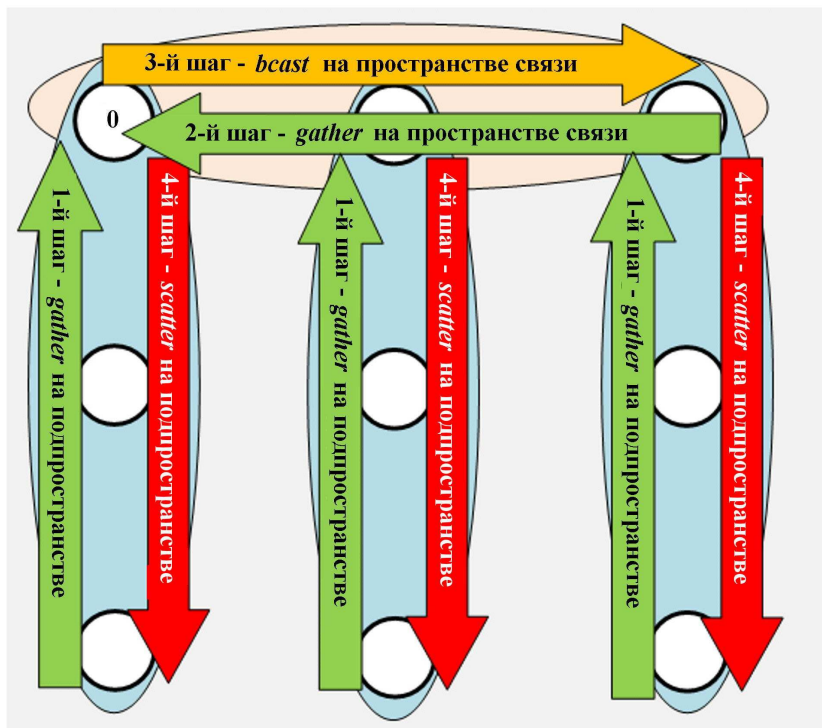 3-й шаг - bcast на пространстве связи
0
2-й шаг - gather на пространстве связи
1-й шаг - gather на подпространстве
4-й шаг - scatter на подпространстве
1-й шаг - gather на подпространстве
4-й шаг - scatter на подпространстве
1-й шаг - gather на подпространстве
4-й шаг - scatter на подпространстве